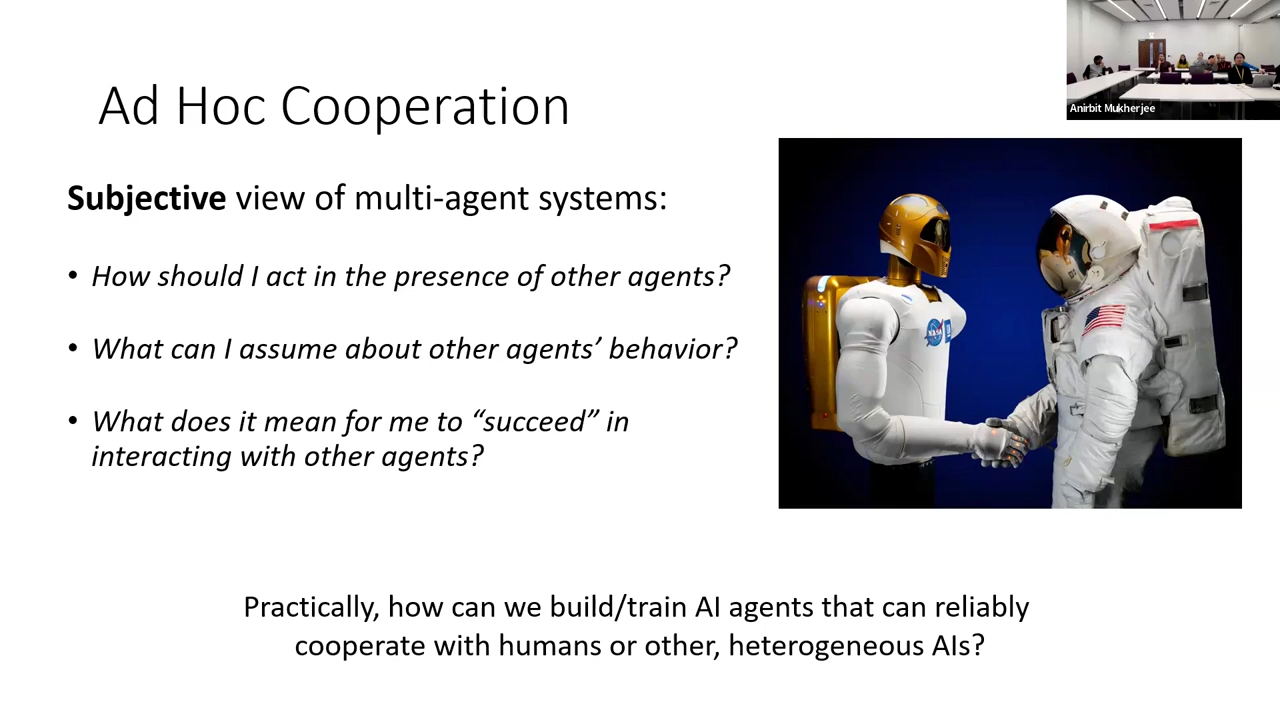 Anirbit Mukherjee
Ad Hoc Cooperation
Subjective view of multi-agent systems:
• How should I act in the presence of other agents?
• What can I assume about other agents’ behavior?
• What does it mean for me to “succeed” in
interacting with other agents?
NASA
Practically, how can we build/train AI agents that can reliably
cooperate with humans or other, heterogeneous AIs?